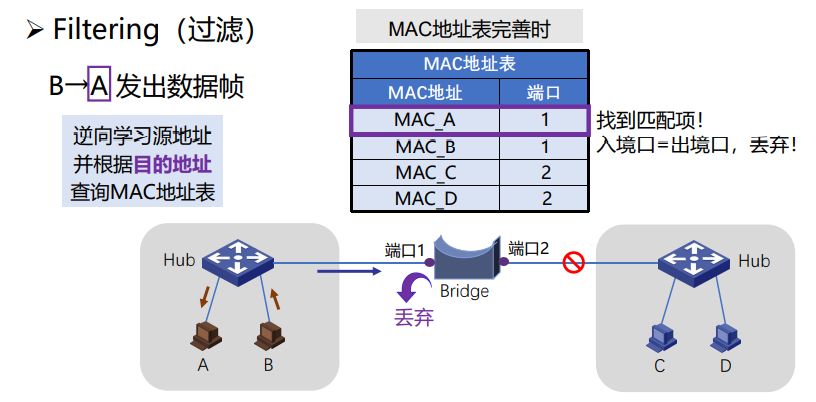 ➢ Filtering（过滤）
MAC地址表完善时
B→A 发出数据帧
逆向学习源地址
并根据目的地址
查询MAC地址表
MAC地址表
MAC地址 端口
MAC_A 1
MAC_B 1
MAC_C 2
MAC_D 2
找到匹配项！
入境口=出境口，丢弃！
Hub
端口1
端口2
Hub
Bridge
丢弃
A
B
C
D